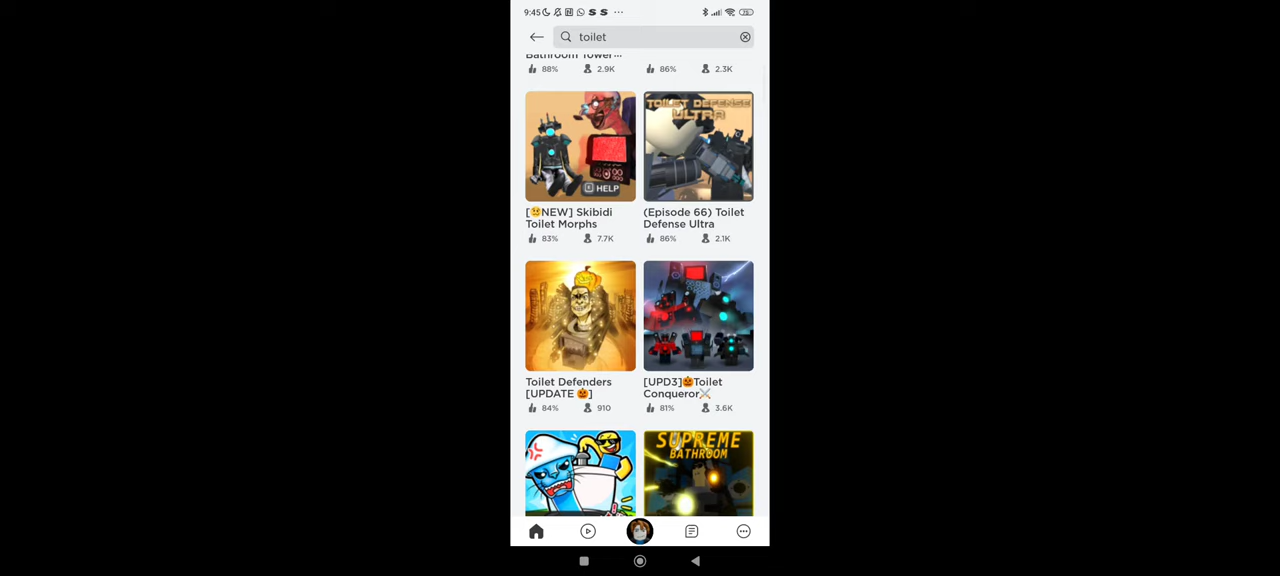 9:45
75
toilet
Bathroom Tower...
88% 2.9K 86% 2.3K
TOILET DEFENSE
ULTRA
E HELP
[🤫NEW] Skibidi
Toilet Morphs
83% 7.7K
(Episode 66) Toilet
Defense Ultra
86% 2.1K
Toilet Defenders
[UPDATE 🎃]
84% 910
[UPD3]🎃Toilet
Conqueror⚔
81% 3.6K
SUPREME
BATHROOM